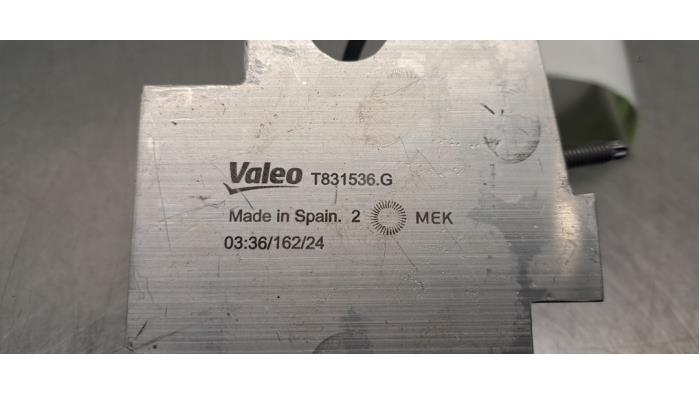 Valeo T831536.G
Made in Spain. 2 MEK
03:36/162/24